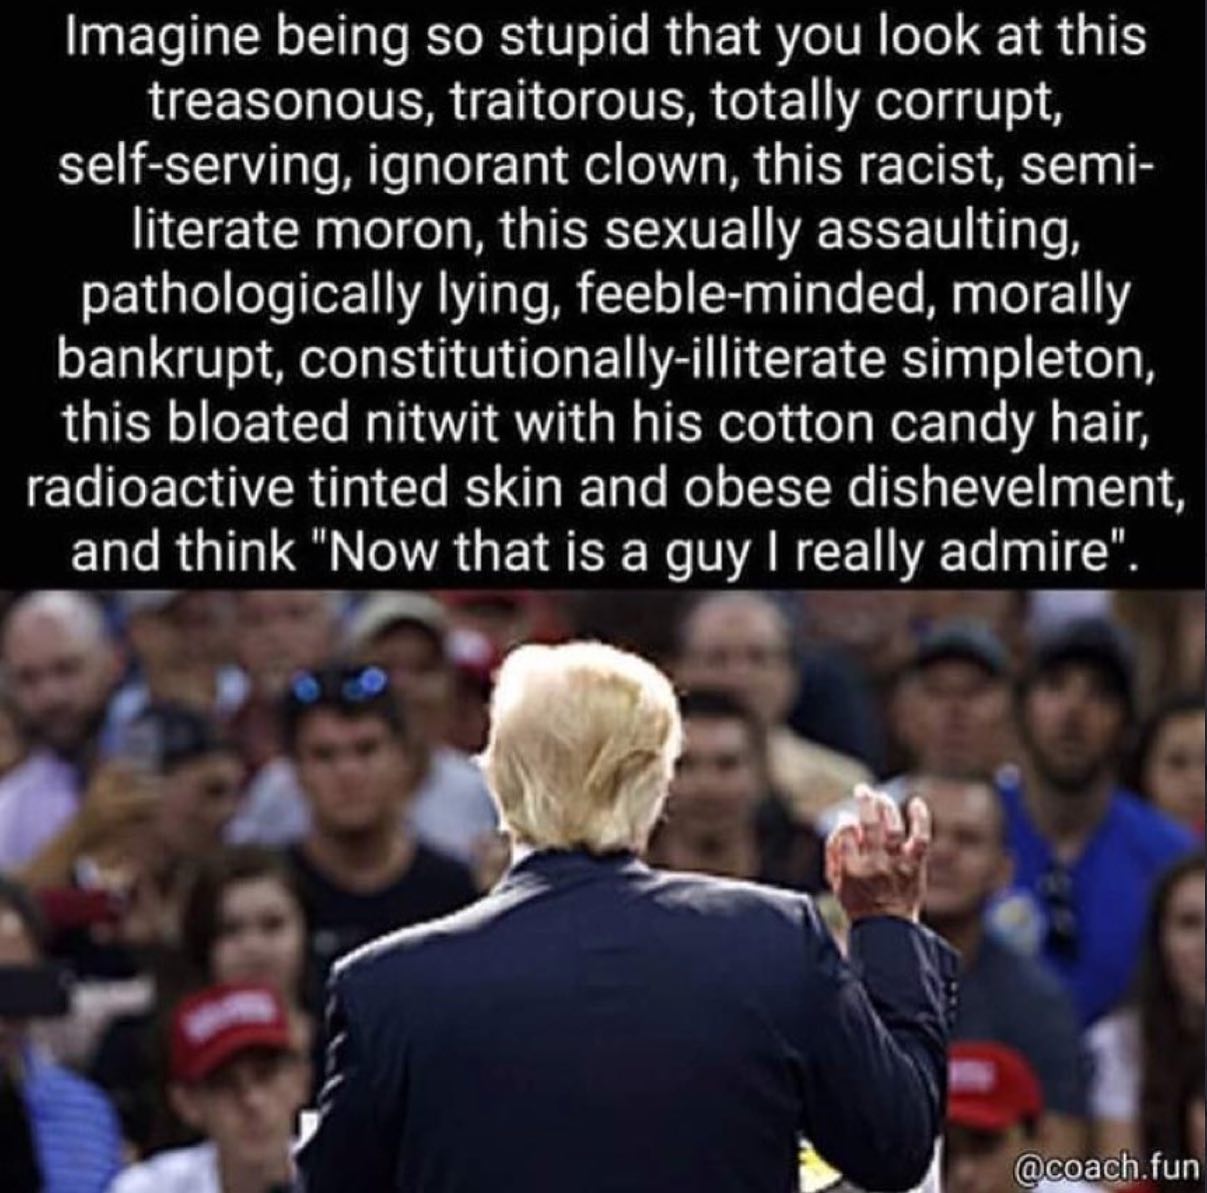 Imagine being so stupid that you look at this
treasonous, traitorous, totally corrupt,
self-serving, ignorant clown, this racist, semi-
literate moron, this sexually assaulting,
pathologically lying, feeble-minded, morally
bankrupt, constitutionally-illiterate simpleton,
this bloated nitwit with his cotton candy hair,
radioactive tinted skin and obese dishevelment,
and think "Now that is a guy I really admire".
@coach.fun